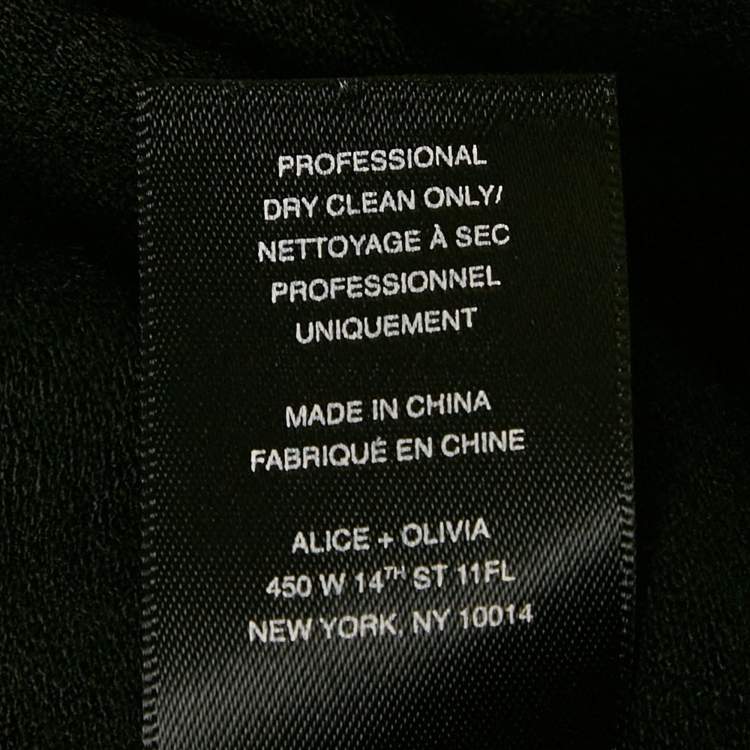 PROFESSIONAL
DRY CLEAN ONLY/
NETTOYAGE À SEC
PROFESSIONNEL
UNIQUEMENT
MADE IN CHINA
FABRIQUÉ EN CHINE
ALICE + OLIVIA
450 W 14TH ST 11FL
NEW YORK, NY 10014